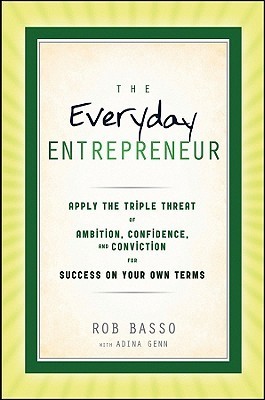 THE
Everyday
ENTREPRENEUR
APPLY THE TRIPLE THREAT
OF
AMBITION, CONFIDENCE,
AND CONVICTION
FOR
SUCCESS ON YOUR OWN TERMS
ROB BASSO
WITH ADINA GENN